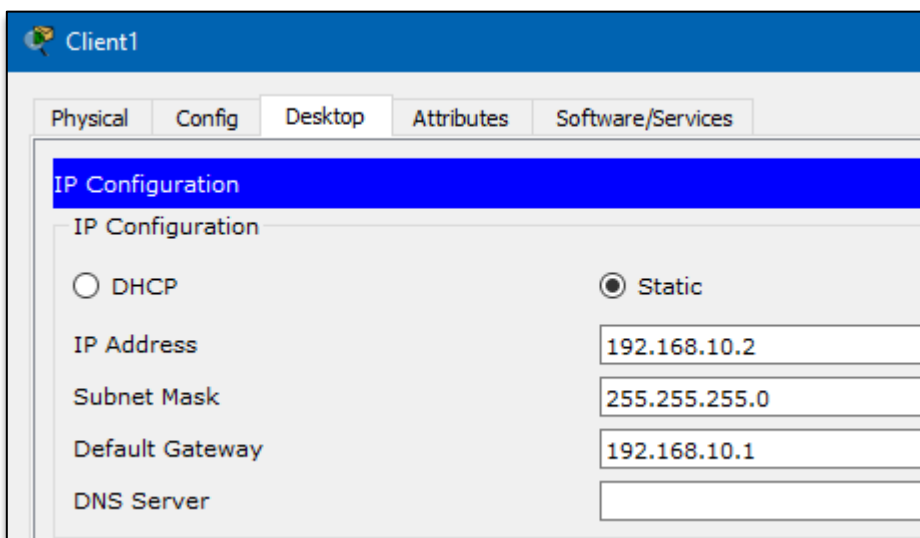 Client1
Physical Config Desktop Attributes Software/Services
IP Configuration
IP Configuration
DHCP Static
IP Address 192.168.10.2
Subnet Mask 255.255.255.0
Default Gateway 192.168.10.1
DNS Server